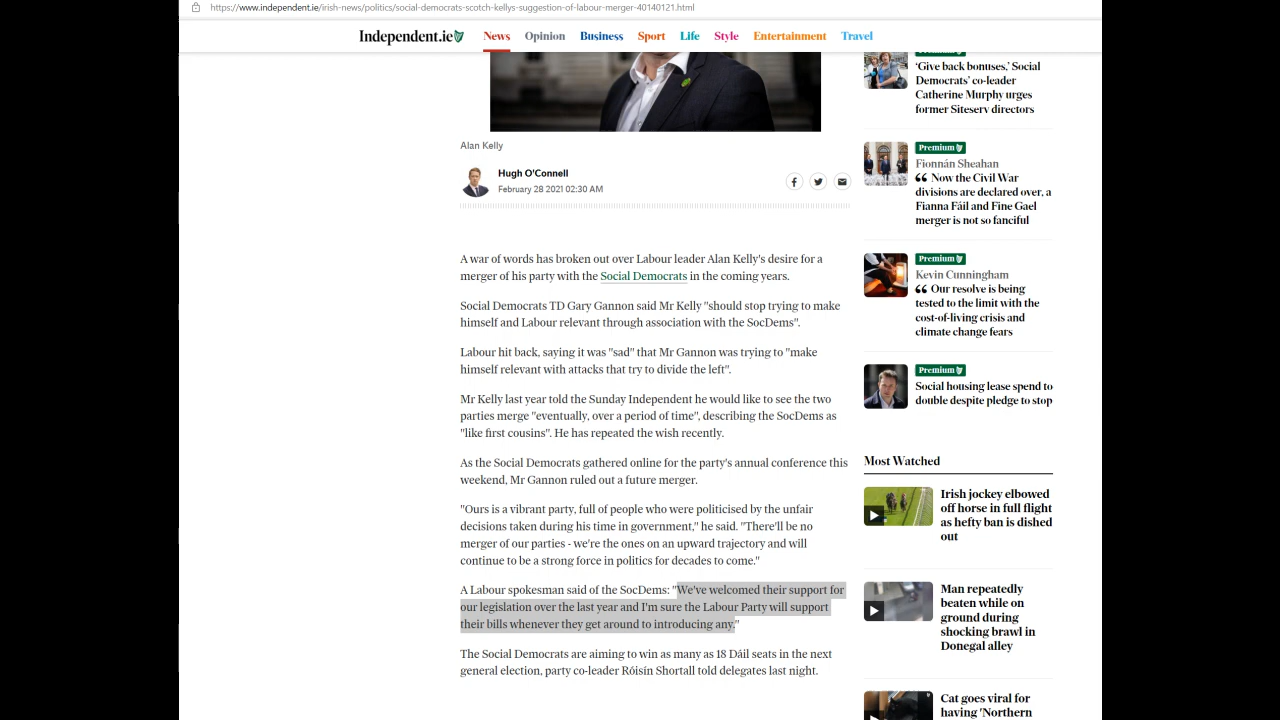 https://www.independent.ie/irish-news/politics/social-democrats-scotch-kellys-suggestion-of-labour-merger-40140121.html
Independent.ie News Opinion Business Sport Life Style Entertainment Travel
Alan Kelly
Hugh O'Connell
February 28 2021 02:30 AM
A war of words has broken out over Labour leader Alan Kelly's desire for a
merger of his party with the Social Democrats in the coming years.
Social Democrats TD Gary Gannon said Mr Kelly "should stop trying to make
himself and Labour relevant through association with the SocDems".
Labour hit back, saying it was "sad" that Mr Gannon was trying to "make
himself relevant with attacks that try to divide the left".
Mr Kelly last year told the Sunday Independent he would like to see the two
parties merge "eventually, over a period of time", describing the SocDems as
"like first cousins". He has repeated the wish recently.
As the Social Democrats gathered online for the party's annual conference this
weekend, Mr Gannon ruled out a future merger.
"Ours is a vibrant party, full of people who were politicised by the unfair
decisions taken during his time in government," he said. "There'll be no
merger of our parties - we're the ones on an upward trajectory and will
continue to be a strong force in politics for decades to come."
A Labour spokesman said of the SocDems: "We've welcomed their support for
our legislation over the last year and I'm sure the Labour Party will support
their bills whenever they get around to introducing any."
The Social Democrats are aiming to win as many as 18 Dáil seats in the next
general election, party co-leader Róisín Shortall told delegates last night.
Premium
‘Give back bonuses,’ Social
Democrats’ co-leader
Catherine Murphy urges
former Siteserv directors
Premium
Fionnán Sheahan
“ Now the Civil War
divisions are declared over, a
Fianna Fáil and Fine Gael
merger is not so fanciful
Premium
Kevin Cunningham
“ Our resolve is being
tested to the limit with the
cost-of-living crisis and
climate change fears
Premium
Social housing lease spend to
double despite pledge to stop
Most Watched
Irish jockey elbowed
off horse in full flight
as hefty ban is dished
out
Man repeatedly
beaten while on
ground during
shocking brawl in
Donegal alley
Cat goes viral for
having 'Northern